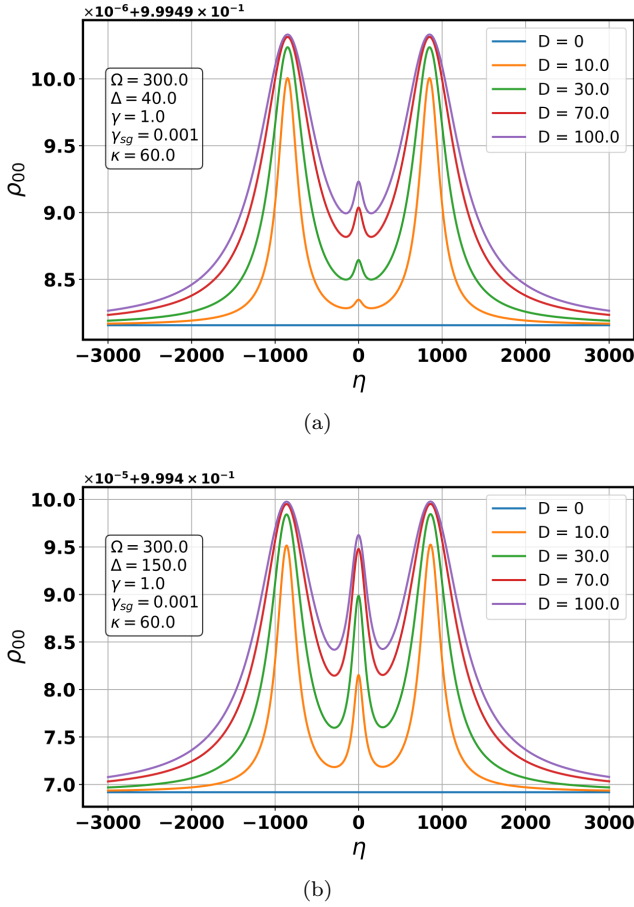 ×10⁻⁶+9.9949 × 10⁻¹
10.0
9.5
9.0
8.5
ρ₀₀
Ω = 300.0
Δ = 40.0
γ = 1.0
γsg = 0.001
κ = 60.0
D = 0
D = 10.0
D = 30.0
D = 70.0
D = 100.0
−3000 −2000 −1000 0 1000 2000 3000
η
(a)
×10⁻⁵+9.994 × 10⁻¹
10.0
9.5
9.0
8.5
8.0
7.5
7.0
ρ₀₀
Ω = 300.0
Δ = 150.0
γ = 1.0
γsg = 0.001
κ = 60.0
D = 0
D = 10.0
D = 30.0
D = 70.0
D = 100.0
−3000 −2000 −1000 0 1000 2000 3000
η
(b)